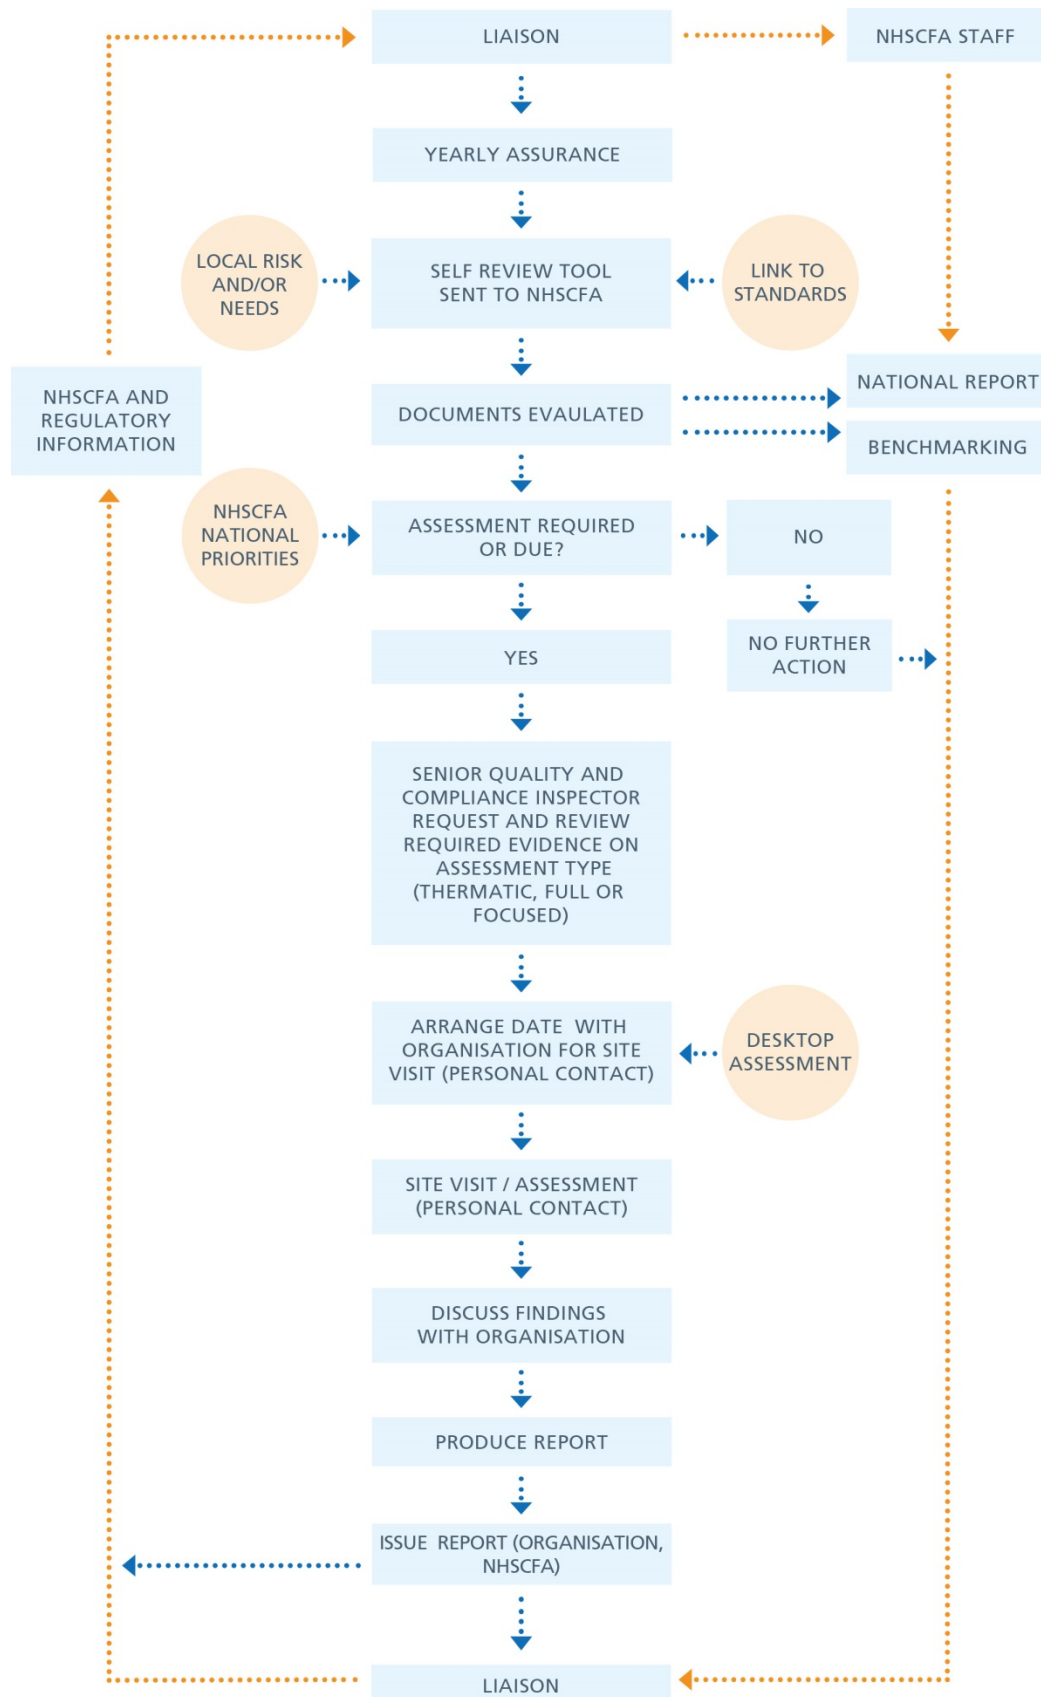 LIAISON
NHSCFA STAFF
YEARLY ASSURANCE
LOCAL RISK
AND/OR
NEEDS
SELF REVIEW TOOL
SENT TO NHSCFA
LINK TO
STANDARDS
NHSCFA AND
REGULATORY
INFORMATION
DOCUMENTS EVAULATED
NATIONAL REPORT
BENCHMARKING
NHSCFA
NATIONAL
PRIORITIES
ASSESSMENT REQUIRED
OR DUE?
NO
YES
NO FURTHER
ACTION
SENIOR QUALITY AND
COMPLIANCE INSPECTOR
REQUEST AND REVIEW
REQUIRED EVIDENCE ON
ASSESSMENT TYPE
(THERMATIC, FULL OR
FOCUSED)
ARRANGE DATE WITH
ORGANISATION FOR SITE
VISIT (PERSONAL CONTACT)
DESKTOP
ASSESSMENT
SITE VISIT / ASSESSMENT
(PERSONAL CONTACT)
DISCUSS FINDINGS
WITH ORGANISATION
PRODUCE REPORT
ISSUE REPORT (ORGANISATION,
NHSCFA)
LIAISON